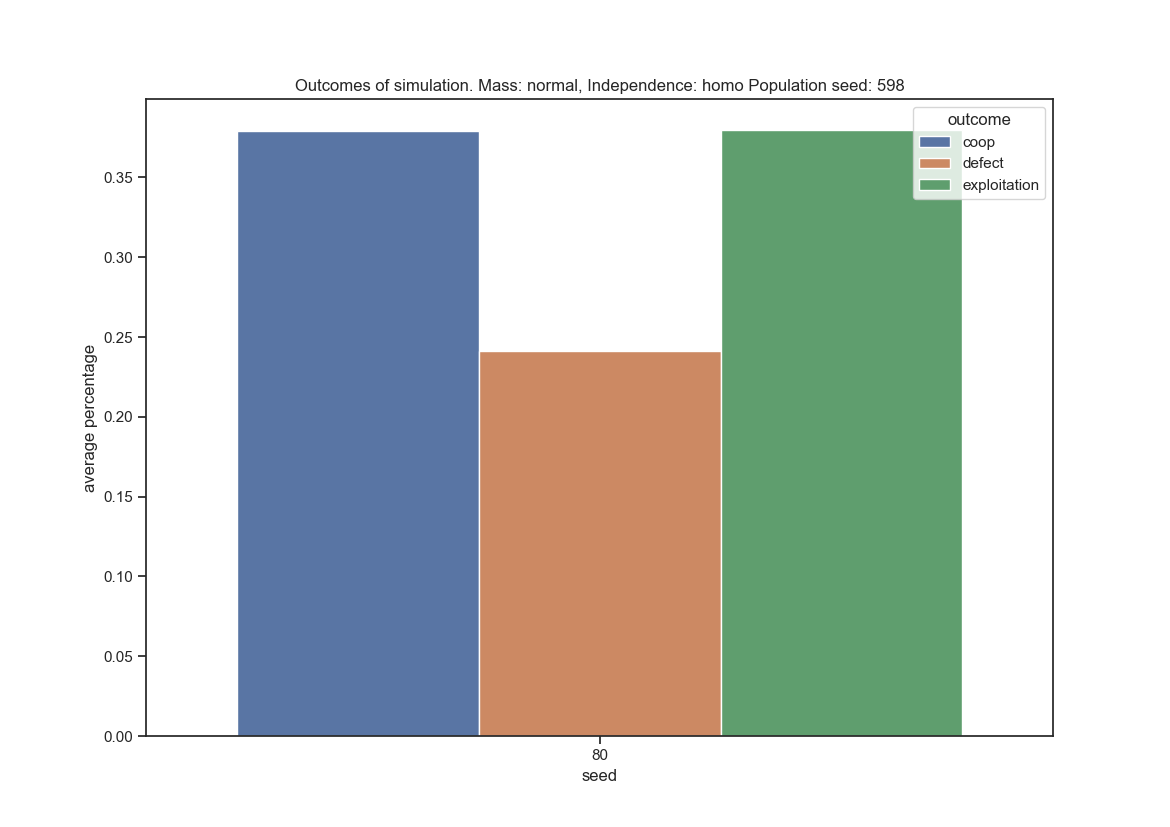 Outcomes of simulation. Mass: normal, Independence: homo Population seed: 598
outcome
coop
defect
exploitation
0.35
0.30
0.25
0.20
0.15
0.10
0.05
0.00
average percentage
80
seed